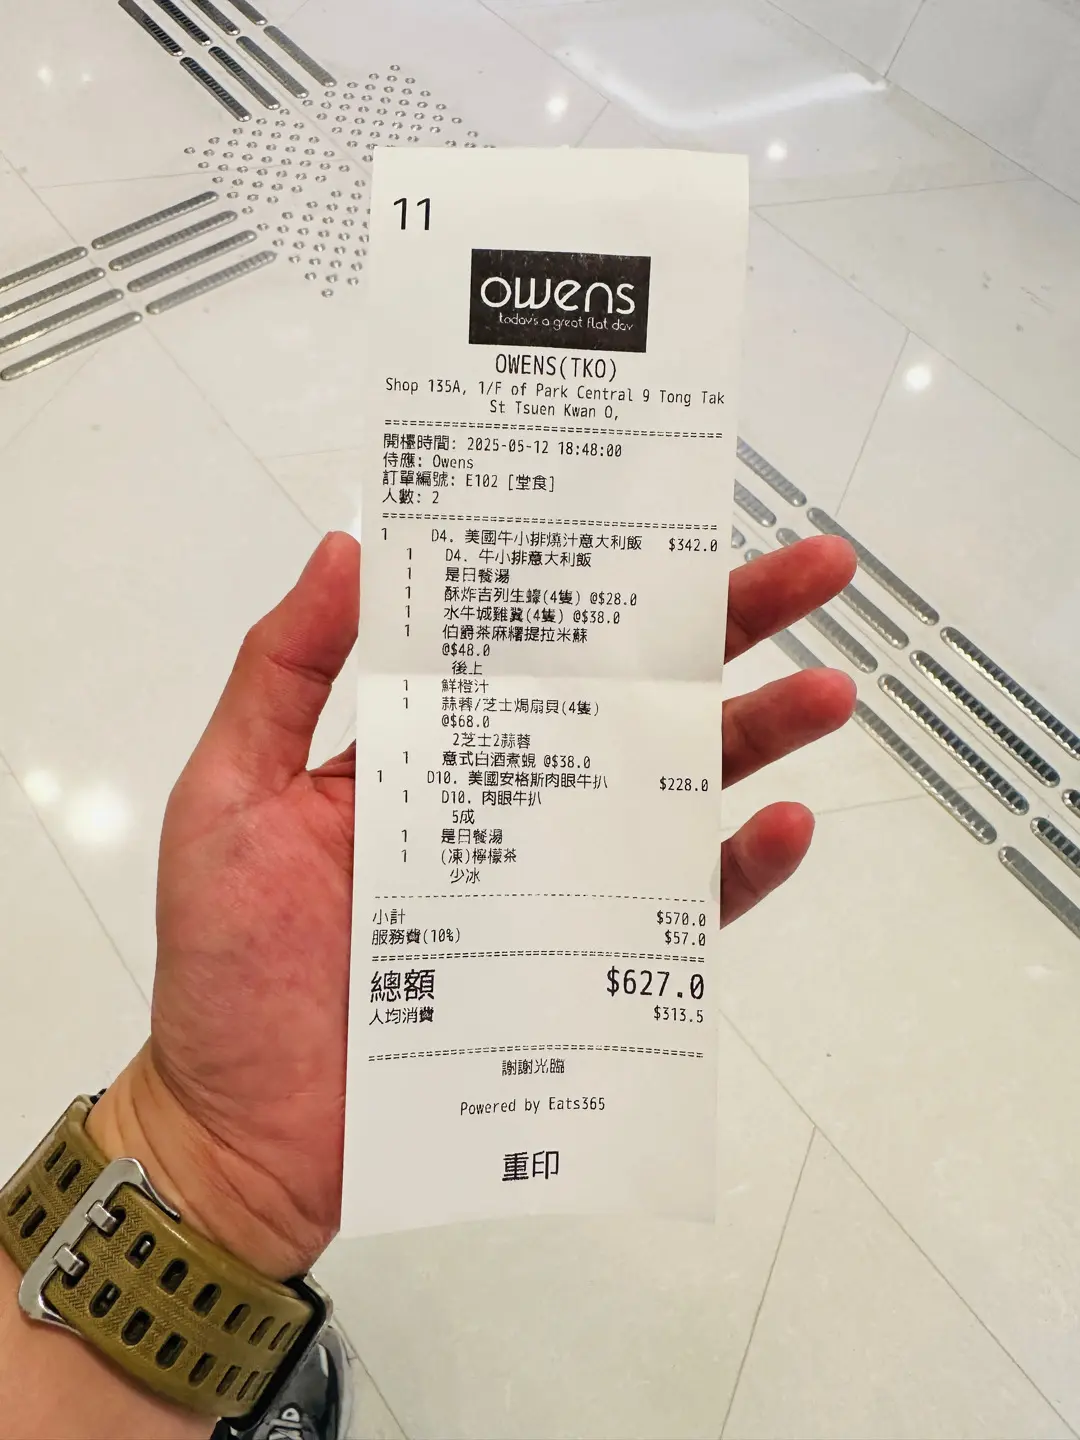 11
owens
today's a great flat day
OWENS(TKO)
Shop 135A, 1/F of Park Central 9 Tong Tak
St Tsuen Kwan O,
開檯時間: 2025-05-12 18:48:00
侍應: Owens
訂單編號: E102 [堂食]
人數: 2
1 D4. 美國牛小排燒汁意大利飯 $342.0
1 D4. 牛小排意大利飯
1 是日餐湯
1 酥炸吉列生蠔(4隻) @$28.0
1 水牛城雞翼(4隻) @$38.0
1 伯爵茶麻糬提拉米蘇
@$48.0
後上
1 鮮橙汁
1 蒜蓉/芝士焗扇貝(4隻)
@$68.0
2芝士2蒜蓉
1 意式白酒煮蜆 @$38.0
1 D10. 美國安格斯肉眼牛扒 $228.0
1 D10. 肉眼牛扒
5成
1 是日餐湯
1 (凍)檸檬茶
少冰
小計 $570.0
服務費(10%) $57.0
總額 $627.0
人均消費 $313.5
謝謝光臨
Powered by Eats365
重印